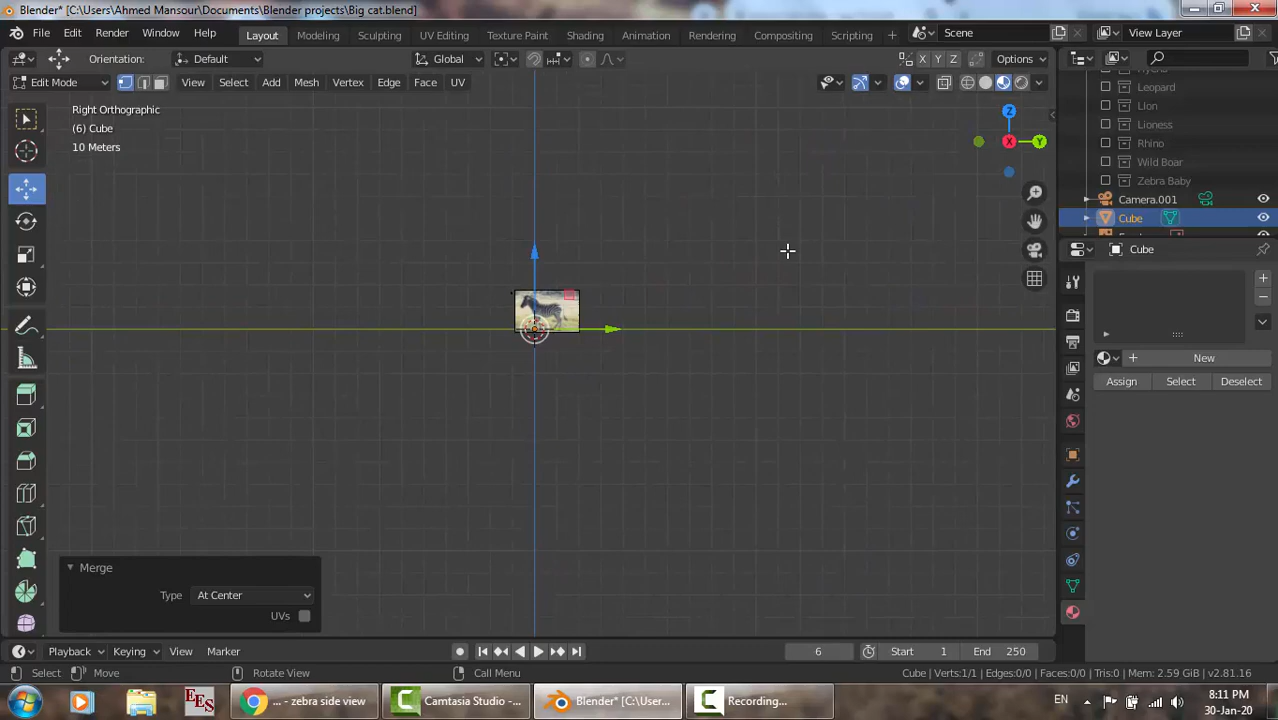 Blender* [C:\Users\Ahmed Mansour\Documents\Blender projects\Big cat.blend]
File Edit Render Window Help Layout Modeling Sculpting UV Editing Texture Paint Shading Animation Rendering Compositing Scripting + Scene View Layer
Orientation: Default Global X Y Z Options
Edit Mode View Select Add Mesh Vertex Edge Face UV
Right Orthographic
(6) Cube
10 Meters
Z
X
Y
Leopard
LIon
Lioness
Rhino
Wild Boar
Zebra Baby
Camera.001
Cube
Cube
New
Assign Select Deselect
Merge
Type At Center
UVs
Playback Keying View Marker 6 Start 1 End 250
Select Move Rotate View Call Menu Cube | Verts:1/1 | Edges:0/0 | Faces:0/0 | Tris:0 | Mem: 2.59 GiB | v2.81.16
EES ... - zebra side view Camtasia Studio - ... Blender* [C:\User... Recording... EN 8:11 PM
30-Jan-20